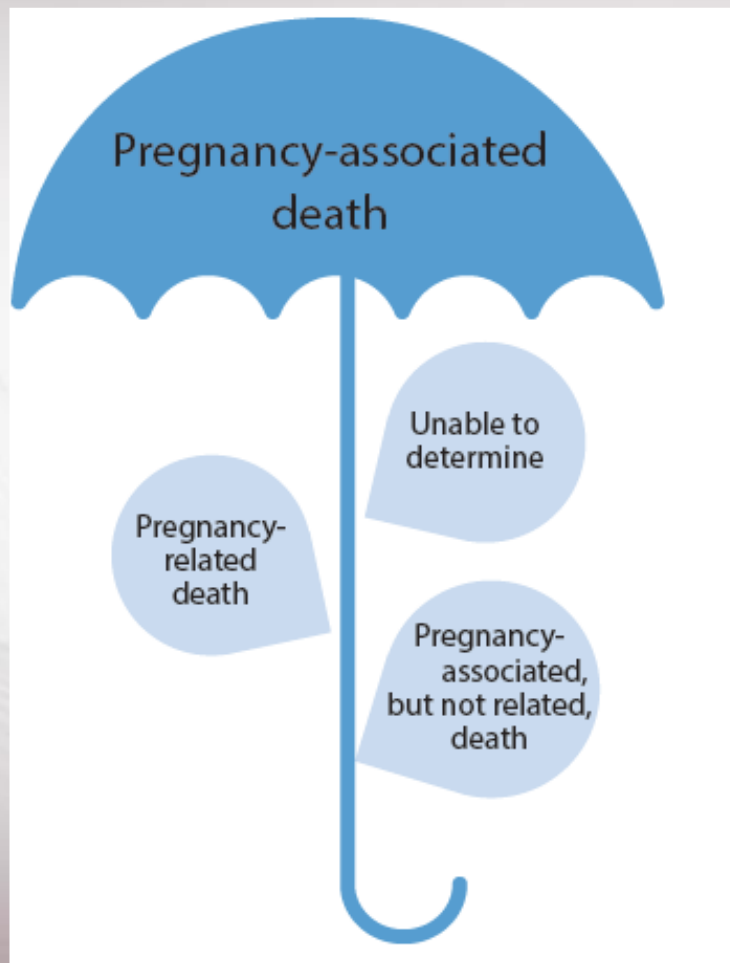 Pregnancy-associated
death
Unable to
determine
Pregnancy-
related
death
Pregnancy-
associated,
but not related,
death